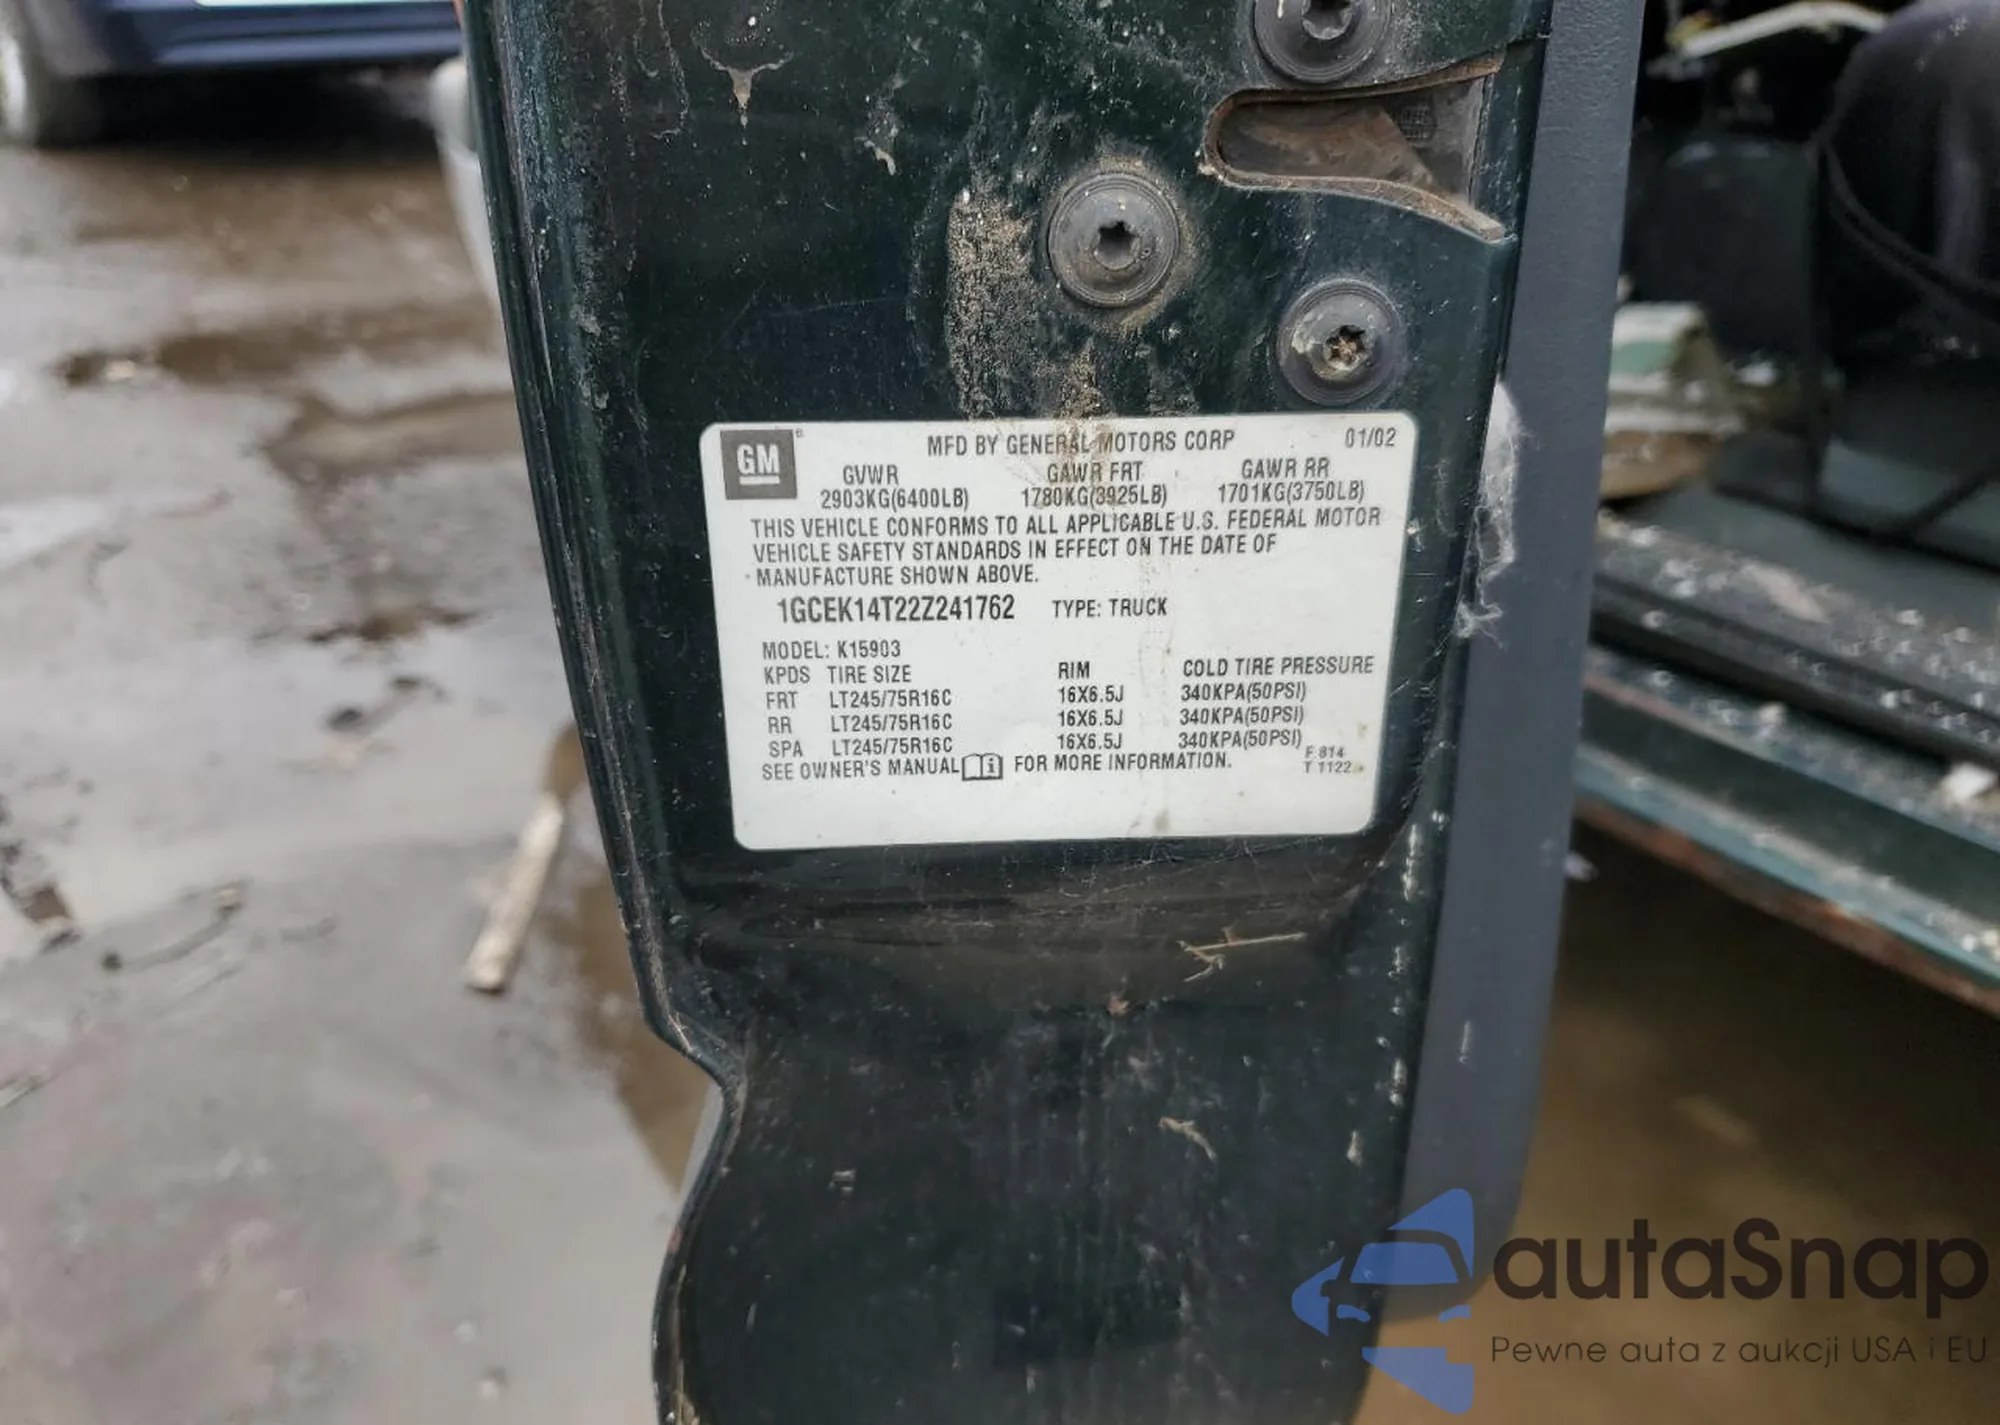 GM
MFD BY GENERAL MOTORS CORP 01/02
GVWR GAWR FRT GAWR RR
2903KG(6400LB) 1780KG(3925LB) 1701KG(3750LB)
THIS VEHICLE CONFORMS TO ALL APPLICABLE U.S. FEDERAL MOTOR
VEHICLE SAFETY STANDARDS IN EFFECT ON THE DATE OF
MANUFACTURE SHOWN ABOVE.
1GCEK14T22Z241762 TYPE: TRUCK
MODEL: K15903
KPDS TIRE SIZE RIM COLD TIRE PRESSURE
FRT LT245/75R16C 16X6.5J 340KPA(50PSI)
RR LT245/75R16C 16X6.5J 340KPA(50PSI)
SPA LT245/75R16C 16X6.5J 340KPA(50PSI)
SEE OWNER'S MANUAL FOR MORE INFORMATION.
F 814
T 1122
autaSnap
Pewne auta z aukcji USA i EU